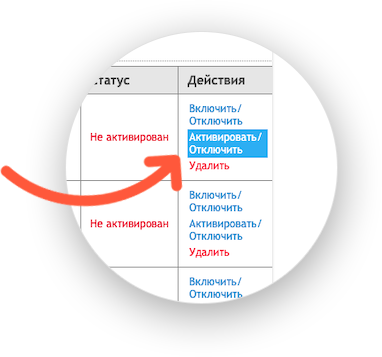 татус
Действия
Не активирован
Включить/
Отключить
Активировать/
Отключить
Удалить
Не активирован
Включить/
Отключить
Активировать/
Отключить
Удалить
Включить/
Отключить